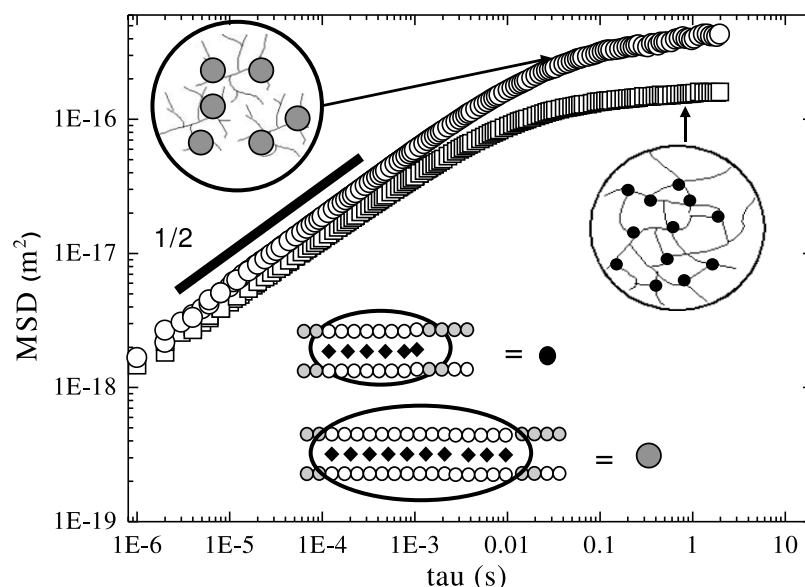 1E-16
1/2
1E-17
MSD (m²)
=
1E-18
=
1E-19
1E-6 1E-5 1E-4 1E-3 0.01 0.1 1 10
tau (s)